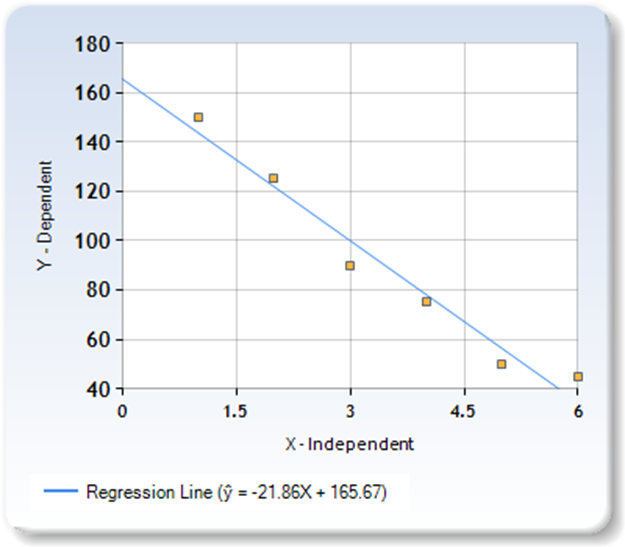 180
160
140
120
100
80
60
40
Y - Dependent
0 1.5 3 4.5 6
X - Independent
Regression Line (ŷ = -21.86X + 165.67)